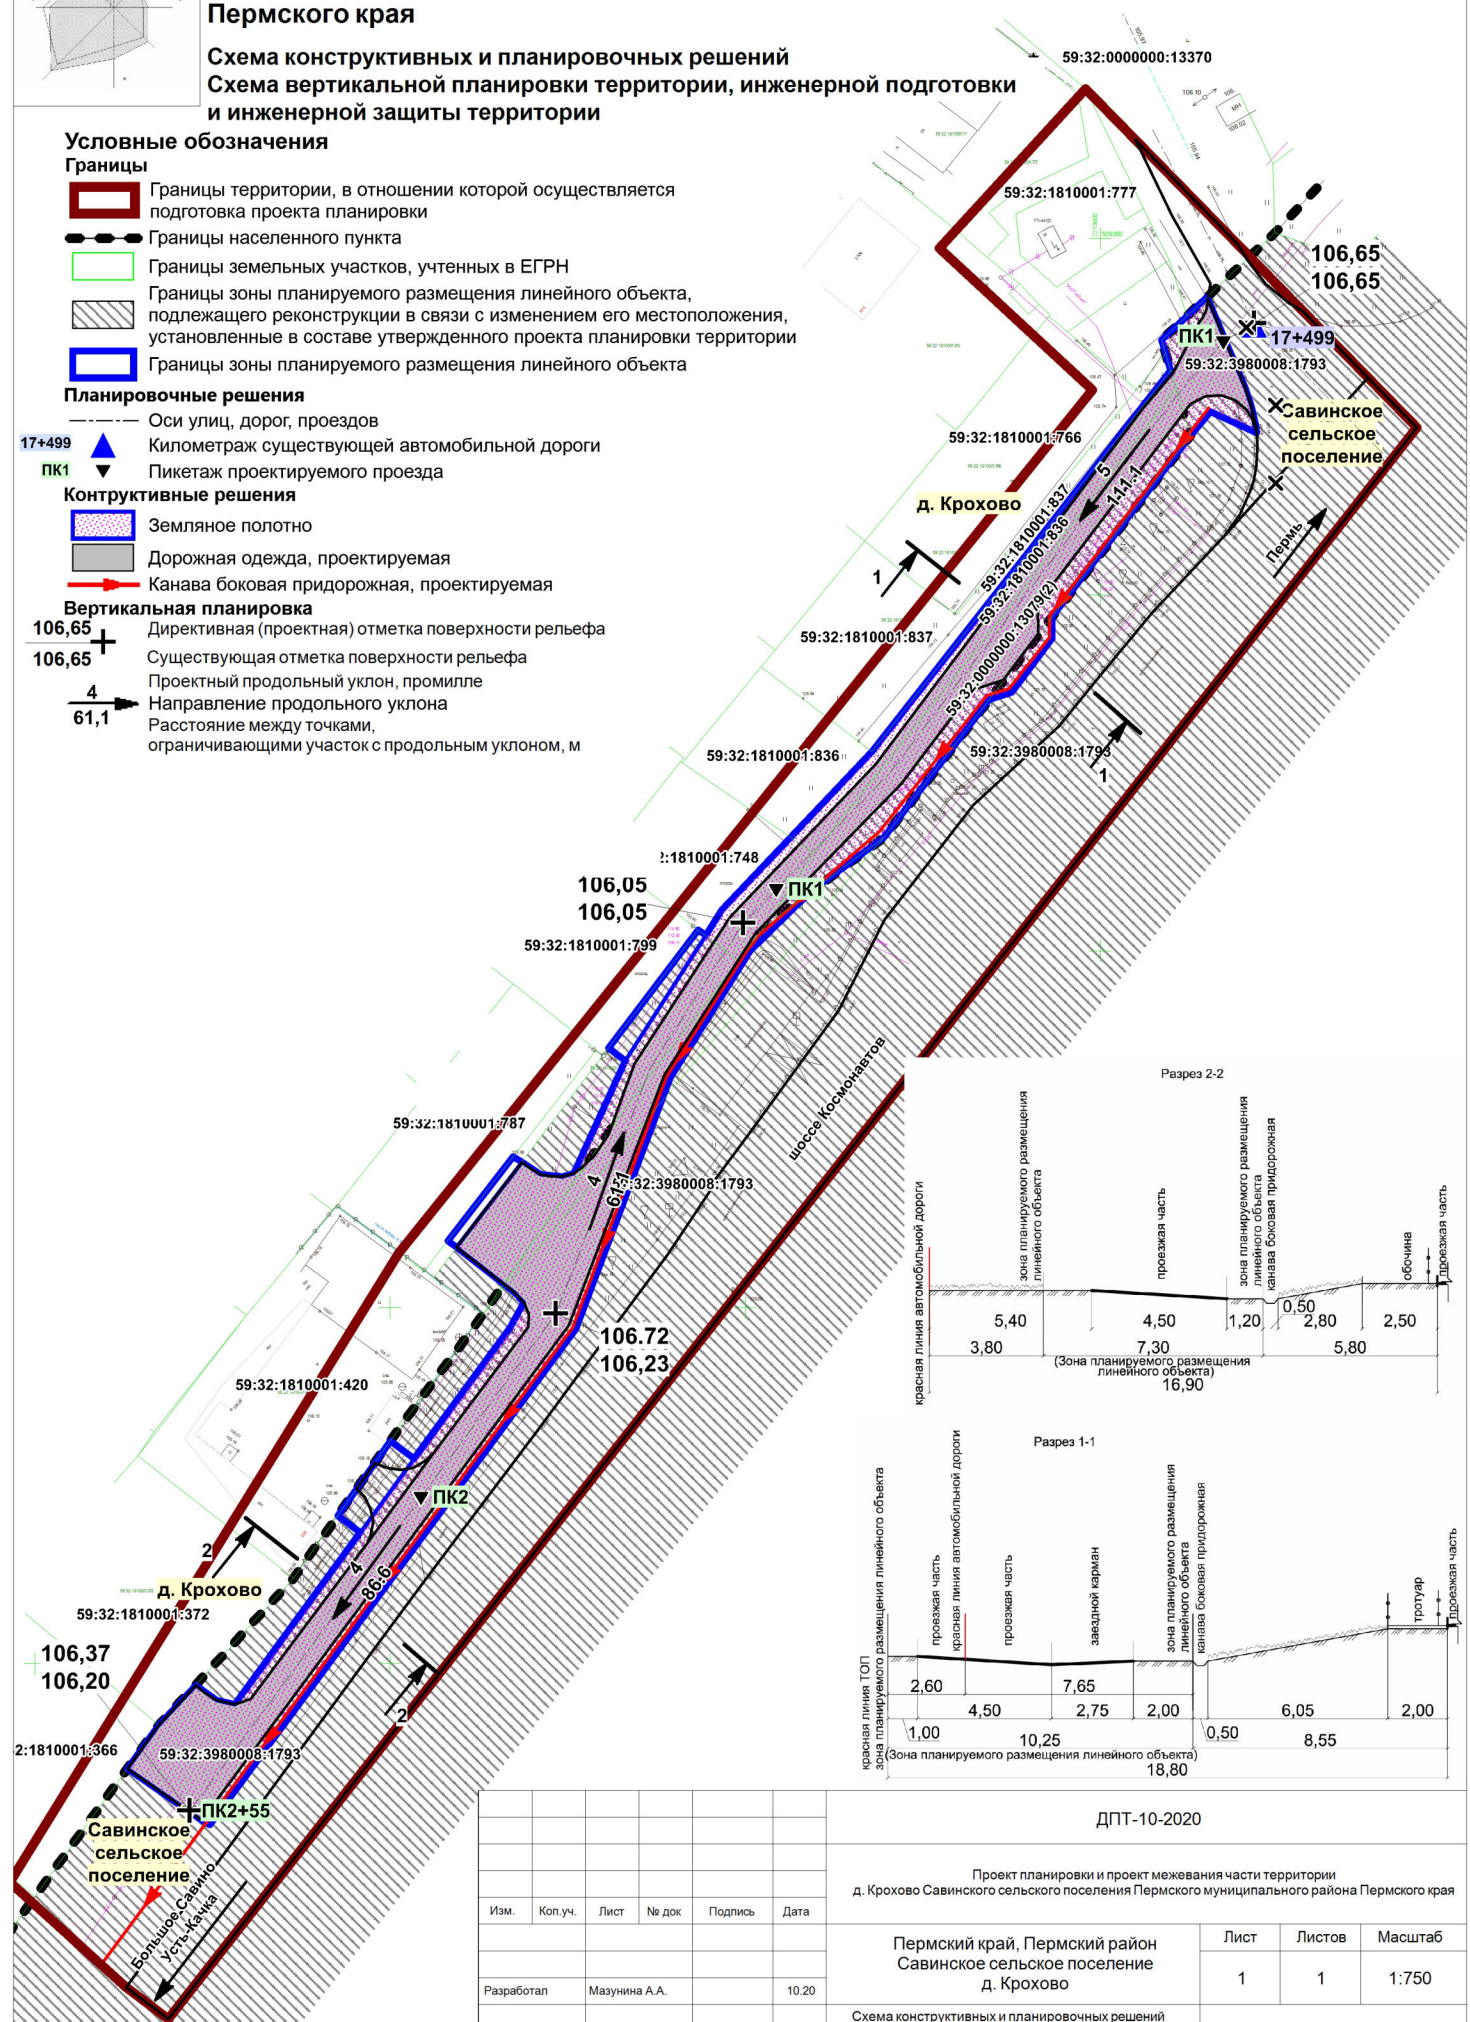 Пермского края
Схема конструктивных и планировочных решений
Схема вертикальной планировки территории, инженерной подготовки
и инженерной защиты территории
Условные обозначения
Границы
Границы территории, в отношении которой осуществляется
подготовка проекта планировки
Границы населенного пункта
Границы земельных участков, учтенных в ЕГРН
Границы зоны планируемого размещения линейного объекта,
подлежащего реконструкции в связи с изменением его местоположения,
установленные в составе утвержденного проекта планировки территории
Границы зоны планируемого размещения линейного объекта
Планировочные решения
Оси улиц, дорог, проездов
17+499
Километраж существующей автомобильной дороги
ПК1
Пикетаж проектируемого проезда
Контруктивные решения
Земляное полотно
Дорожная одежда, проектируемая
Канава боковая придорожная, проектируемая
Вертикальная планировка
106,65
Директивная (проектная) отметка поверхности рельефа
106,65
Существующая отметка поверхности рельефа
Проектный продольный уклон, промилле
4
Направление продольного уклона
61,1
Расстояние между точками,
ограничивающими участок с продольным уклоном, м
59:32:0000000:13370
59:32:1810001:777
106,65
106,65
ПК1
17+499
59:32:3980008:1793
Савинское
сельское
поселение
59:32:1810001:766
д. Крохово
5
111.1
59:32:1810001:837
59:32:1810001:836
59:32:0000000:13079(2)
Пермь
1
59:32:1810001:837
59:32:1810001:836
59:32:3980008:1793
1
2:1810001:748
106,05
106,05
ПК1
59:32:1810001:799
шоссе Космонавтов
59:32:1810001:787
4
61.1
59:32:3980008:1793
106.72
106,23
59:32:1810001:420
ПК2
2
4
86.6
д. Крохово
59:32:1810001:372
106,37
106,20
2
2:1810001:366
59:32:3980008:1793
ПК2+55
Савинское
сельское
поселение
Большое Савино
Усть-Качка
Разрез 2-2
красная линия автомобильной дороги
зона планируемого размещения
линейного объекта
проезжая часть
зона планируемого размещения
линейного объекта
канава боковая придорожная
обочина
проезжая часть
5,40
4,50
1,20
0,50
2,80
2,50
3,80
7,30
5,80
(Зона планируемого размещения
линейного объекта)
16,90
Разрез 1-1
красная линия ТОП
зона планируемого размещения линейного объекта
проезжая часть
красная линия автомобильной дороги
проезжая часть
заездной карман
зона планируемого размещения
линейного объекта
канава боковая придорожная
тротуар
проезжая часть
2,60
7,65
4,50
2,75
2,00
6,05
2,00
1,00
10,25
0,50
8,55
(Зона планируемого размещения линейного объекта)
18,80
ДПТ-10-2020
Проект планировки и проект межевания части территории
д. Крохово Савинского сельского поселения Пермского муниципального района Пермского края
Изм.
Коп.уч.
Лист
№ док
Подпись
Дата
Пермский край, Пермский район
Савинское сельское поселение
д. Крохово
Лист
Листов
Масштаб
1
1
1:750
Разработал
Мазунина А.А.
10.20
Схема конструктивных и планировочных решений